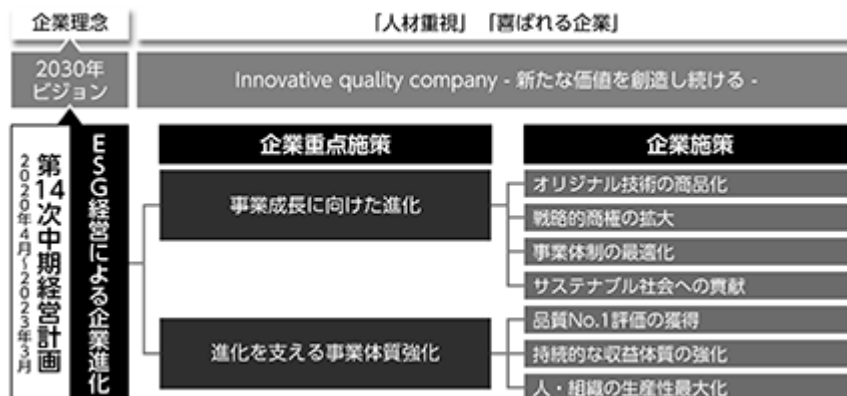 企業理念
「人材重視」「喜ばれる企業」
2030年
ビジョン
Innovative quality company - 新たな価値を創造し続ける -
第14次中期経営計画
2020年4月~2023年3月
ESG経営による企業進化
企業重点施策
企業施策
事業成長に向けた進化
オリジナル技術の商品化
戦略的商権の拡大
事業体制の最適化
サステナブル社会への貢献
進化を支える事業体質強化
品質No.1評価の獲得
持続的な収益体質の強化
人・組織の生産性最大化